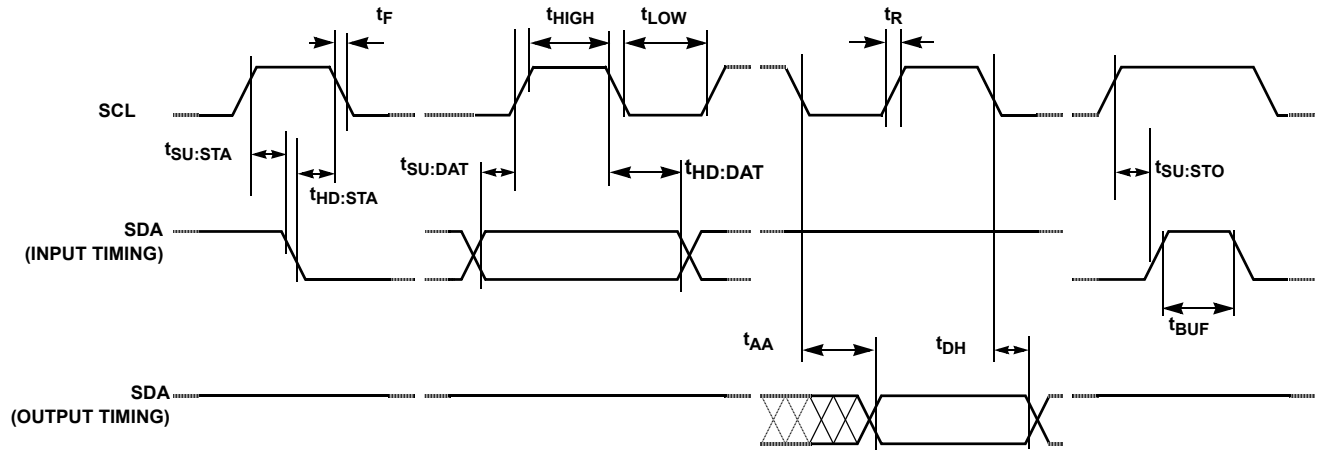 tF
tHIGH
tLOW
tR
SCL
tSU:STA
tHD:STA
tSU:DAT
tHD:DAT
tSU:STO
SDA
(INPUT TIMING)
tBUF
tAA
tDH
SDA
(OUTPUT TIMING)